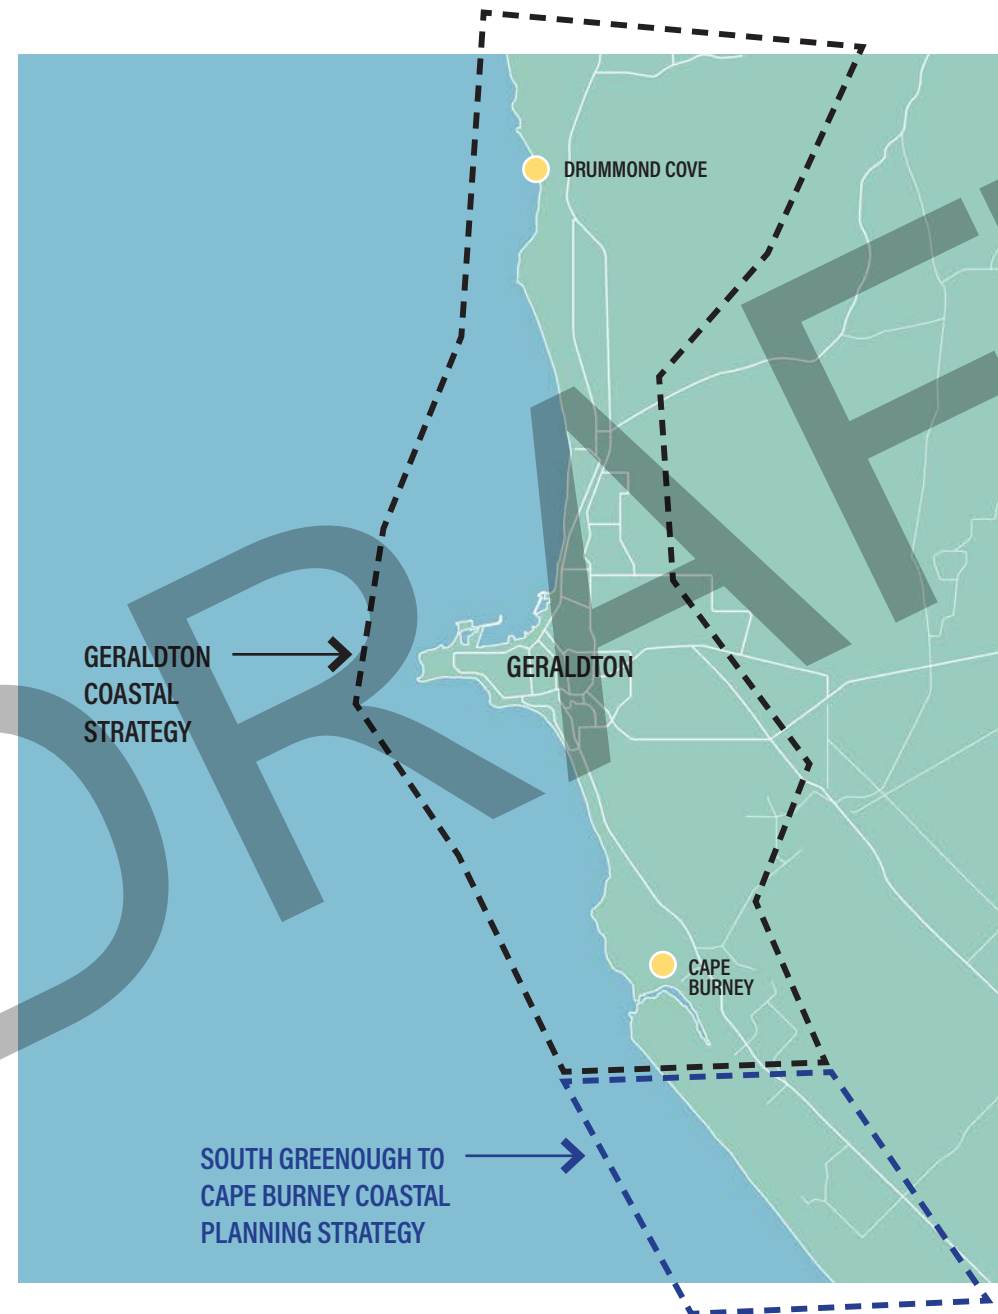 DRUMMOND COVE
GERALDTON
COASTAL
STRATEGY
GERALDTON
CAPE
BURNEY
SOUTH GREENOUGH TO
CAPE BURNEY COASTAL
PLANNING STRATEGY
DRAFT